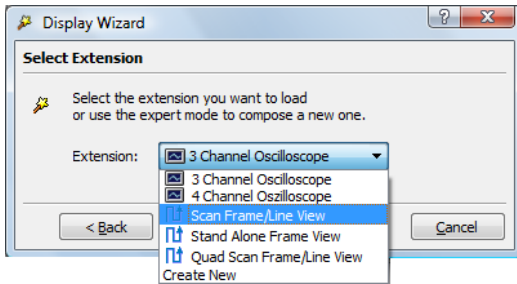 Display Wizard
Select Extension
Select the extension you want to load
or use the expert mode to compose a new one.
Extension: 3 Channel Oscilloscope
3 Channel Oscilloscope
4 Channel Oszilloscope
Scan Frame/Line View
Stand Alone Frame View
Quad Scan Frame/Line View
Create New
< Back
Cancel